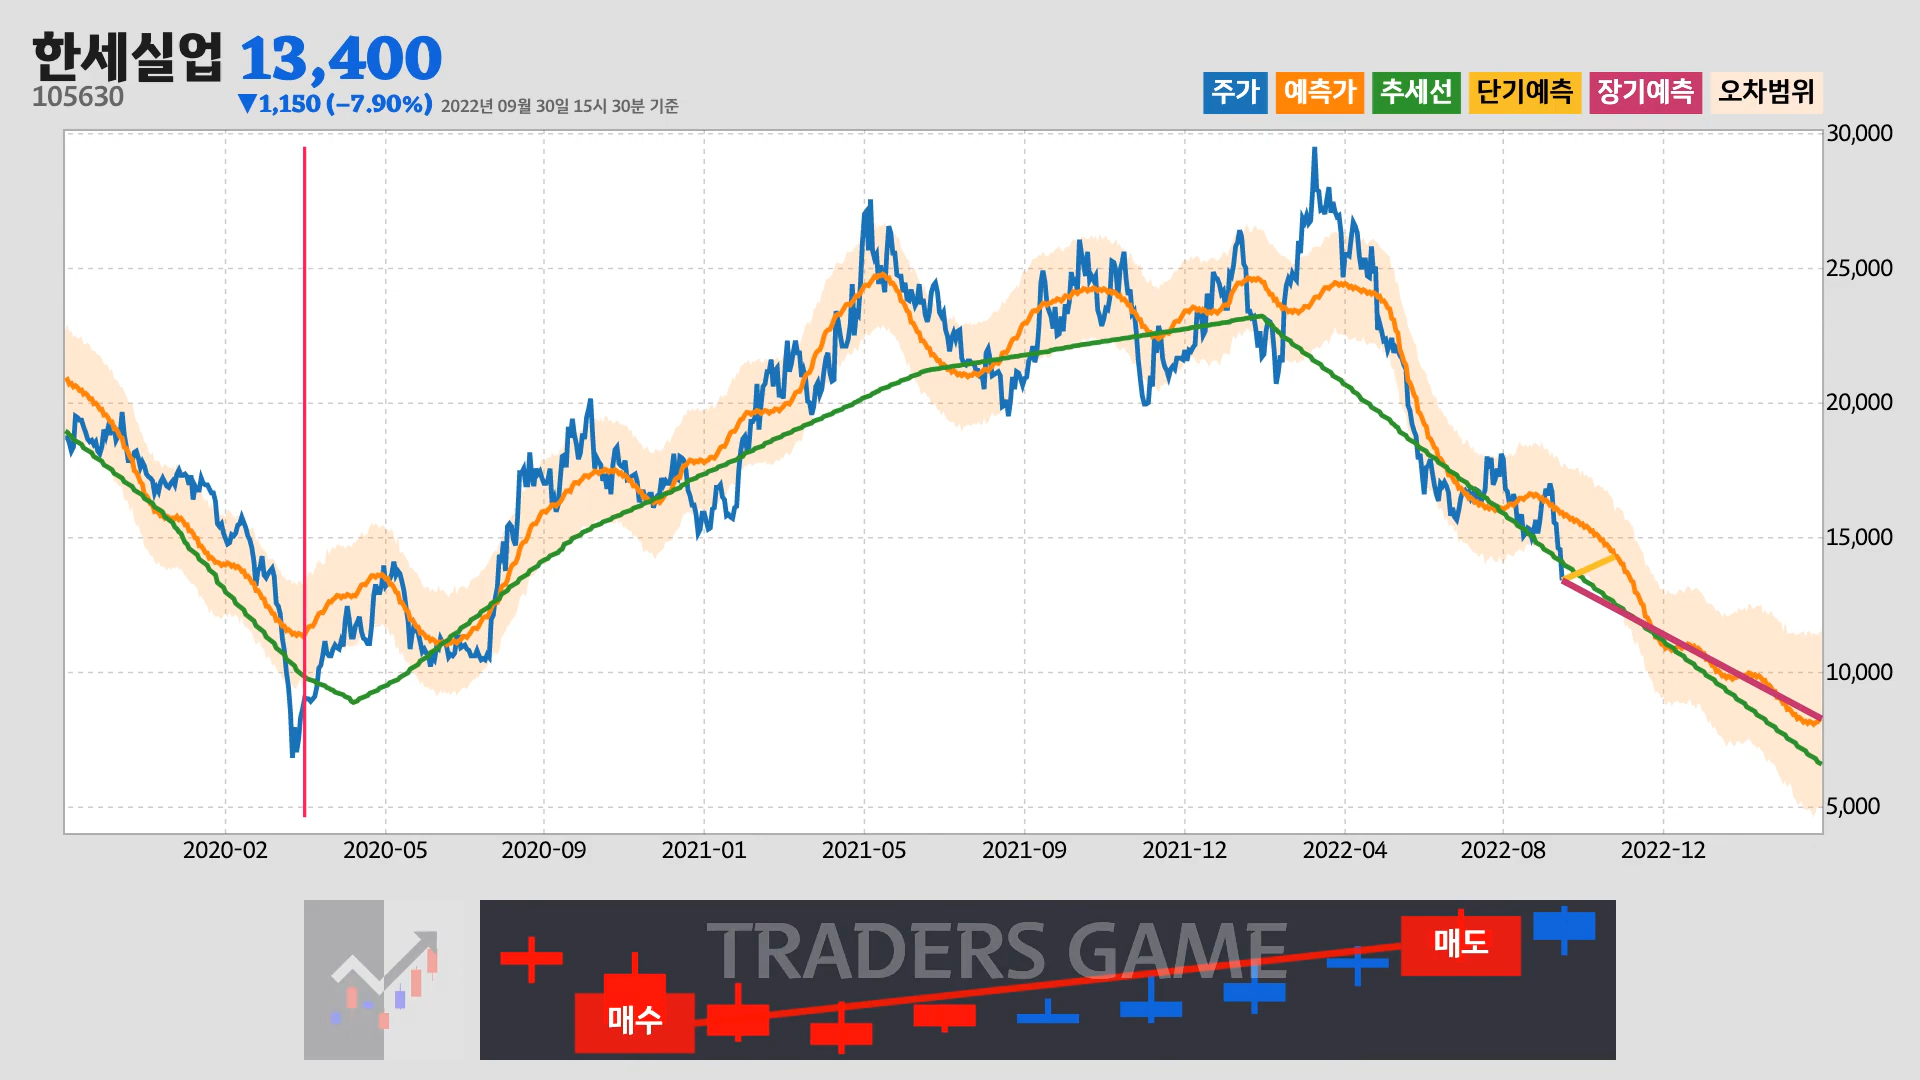 한세실업 13,400
105630
▼1,150 (−7.90%) 2022년 09월 30일 15시 30분 기준
주가 예측가 추세선 단기예측 장기예측 오차범위
30,000
25,000
20,000
15,000
10,000
5,000
2020-02 2020-05 2020-09 2021-01 2021-05 2021-09 2021-12 2022-04 2022-08 2022-12
TRADERS GAME
매도
매수